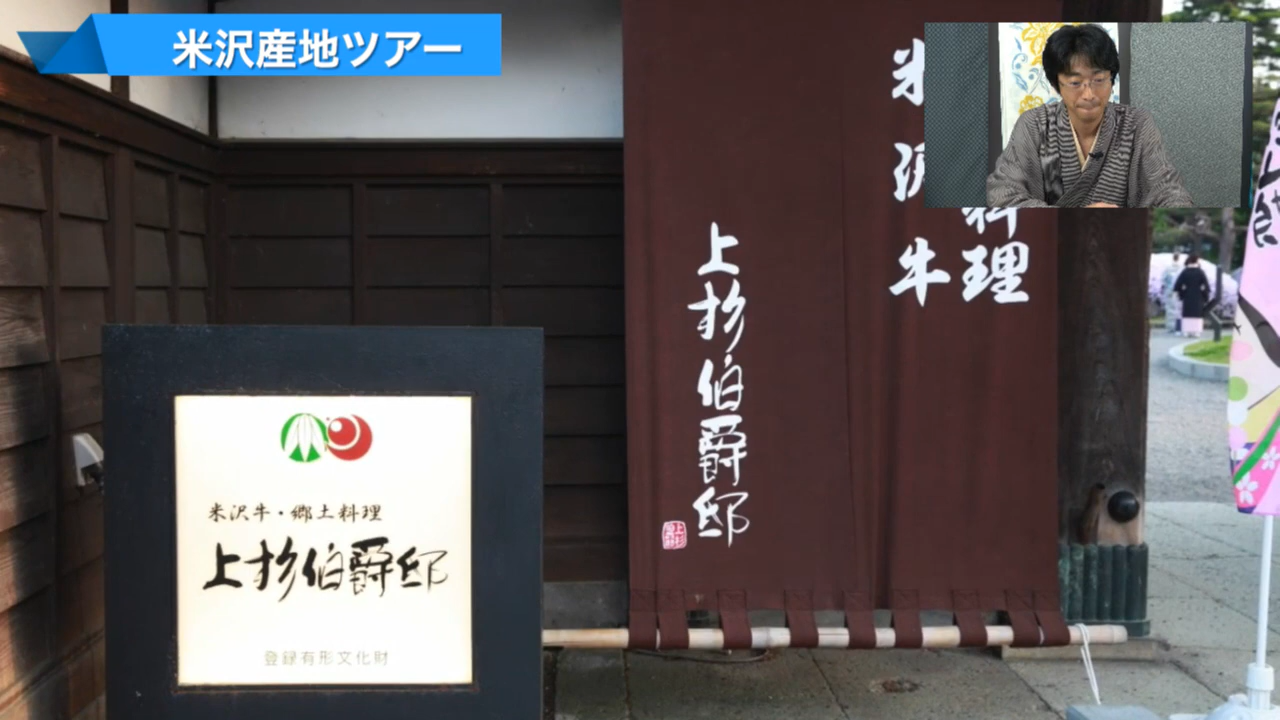 米沢産地ツアー
米沢牛
料理
上杉伯爵邸
米沢牛・郷土料理
上杉伯爵邸
登録有形文化財